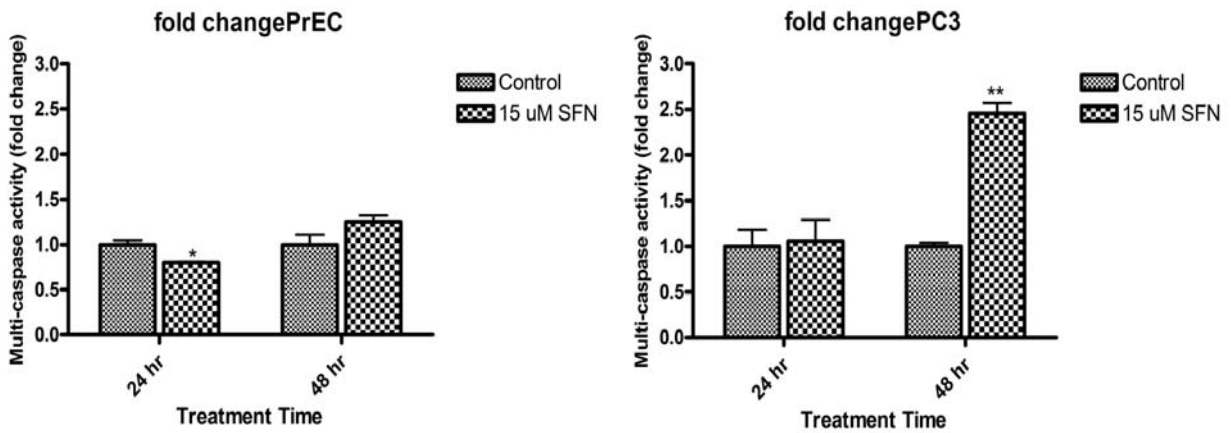 fold changePrEC
Multi-caspase activity (fold change)
3.0
2.5
2.0
1.5
1.0
0.5
0.0
*
24 hr
48 hr
Treatment Time
Control
15 uM SFN
fold changePC3
Multi-caspase activity (fold change)
3.0
2.5
2.0
1.5
1.0
0.5
0.0
**
24 hr
48 hr
Treatment Time
Control
15 uM SFN